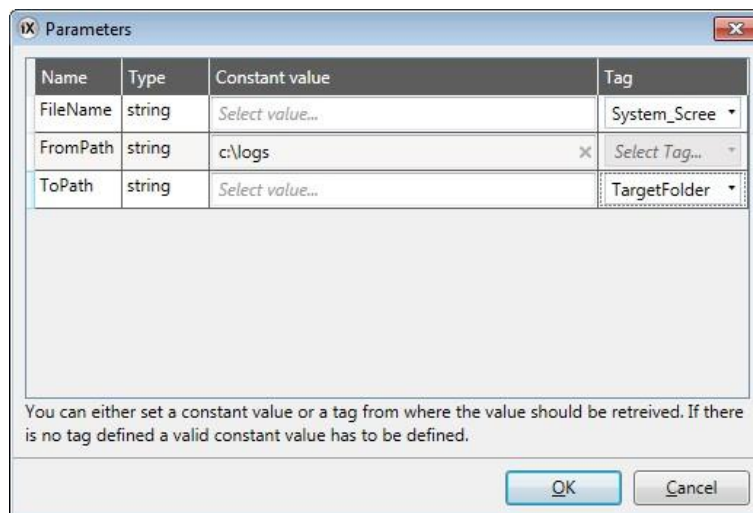 iX Parameters
Name Type Constant value Tag
FileName string Select value... System_Scree
FromPath string c:\logs Select Tag...
ToPath string Select value... TargetFolder
You can either set a constant value or a tag from where the value should be retreived. If there
is no tag defined a valid constant value has to be defined.
OK Cancel